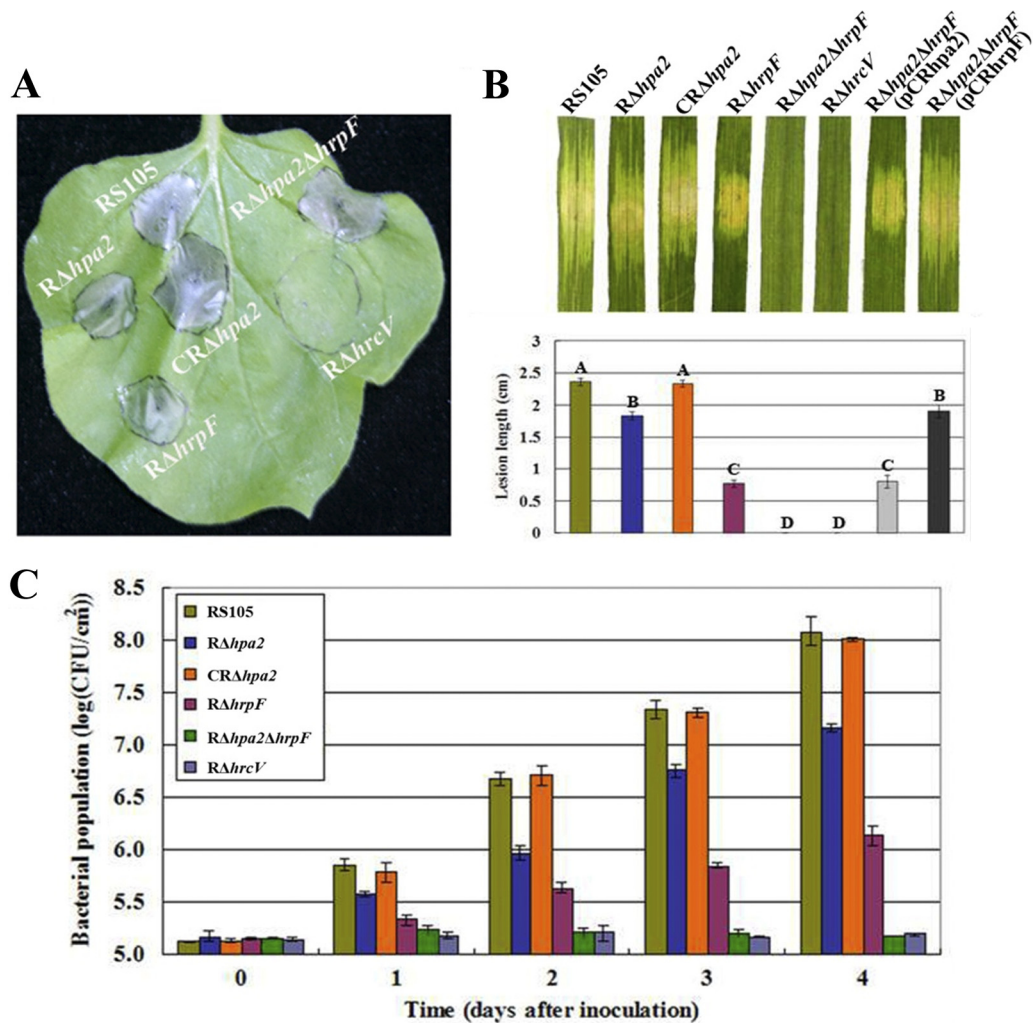 A
RS105
RΔhpa2ΔhrpF
RΔhpa2
CRΔhpa2
RΔhrcV
RΔhrpF
B
RS105
RΔhpa2
CRΔhpa2
RΔhrpF
RΔhpa2ΔhrpF
RΔhrcV
RΔhpa2ΔhrpF
(pCRhpa2)
RΔhpa2ΔhrpF
(pCRhrpF)
Lesion length (cm)
3
2.5
2
1.5
1
0.5
0
A
B
A
C
D
D
C
B
C
Bacterial population (log(CFU/cm²))
8.5
8.0
7.5
7.0
6.5
6.0
5.5
5.0
RS105
RΔhpa2
CRΔhpa2
RΔhrpF
RΔhpa2ΔhrpF
RΔhrcV
0 1 2 3 4
Time (days after inoculation)